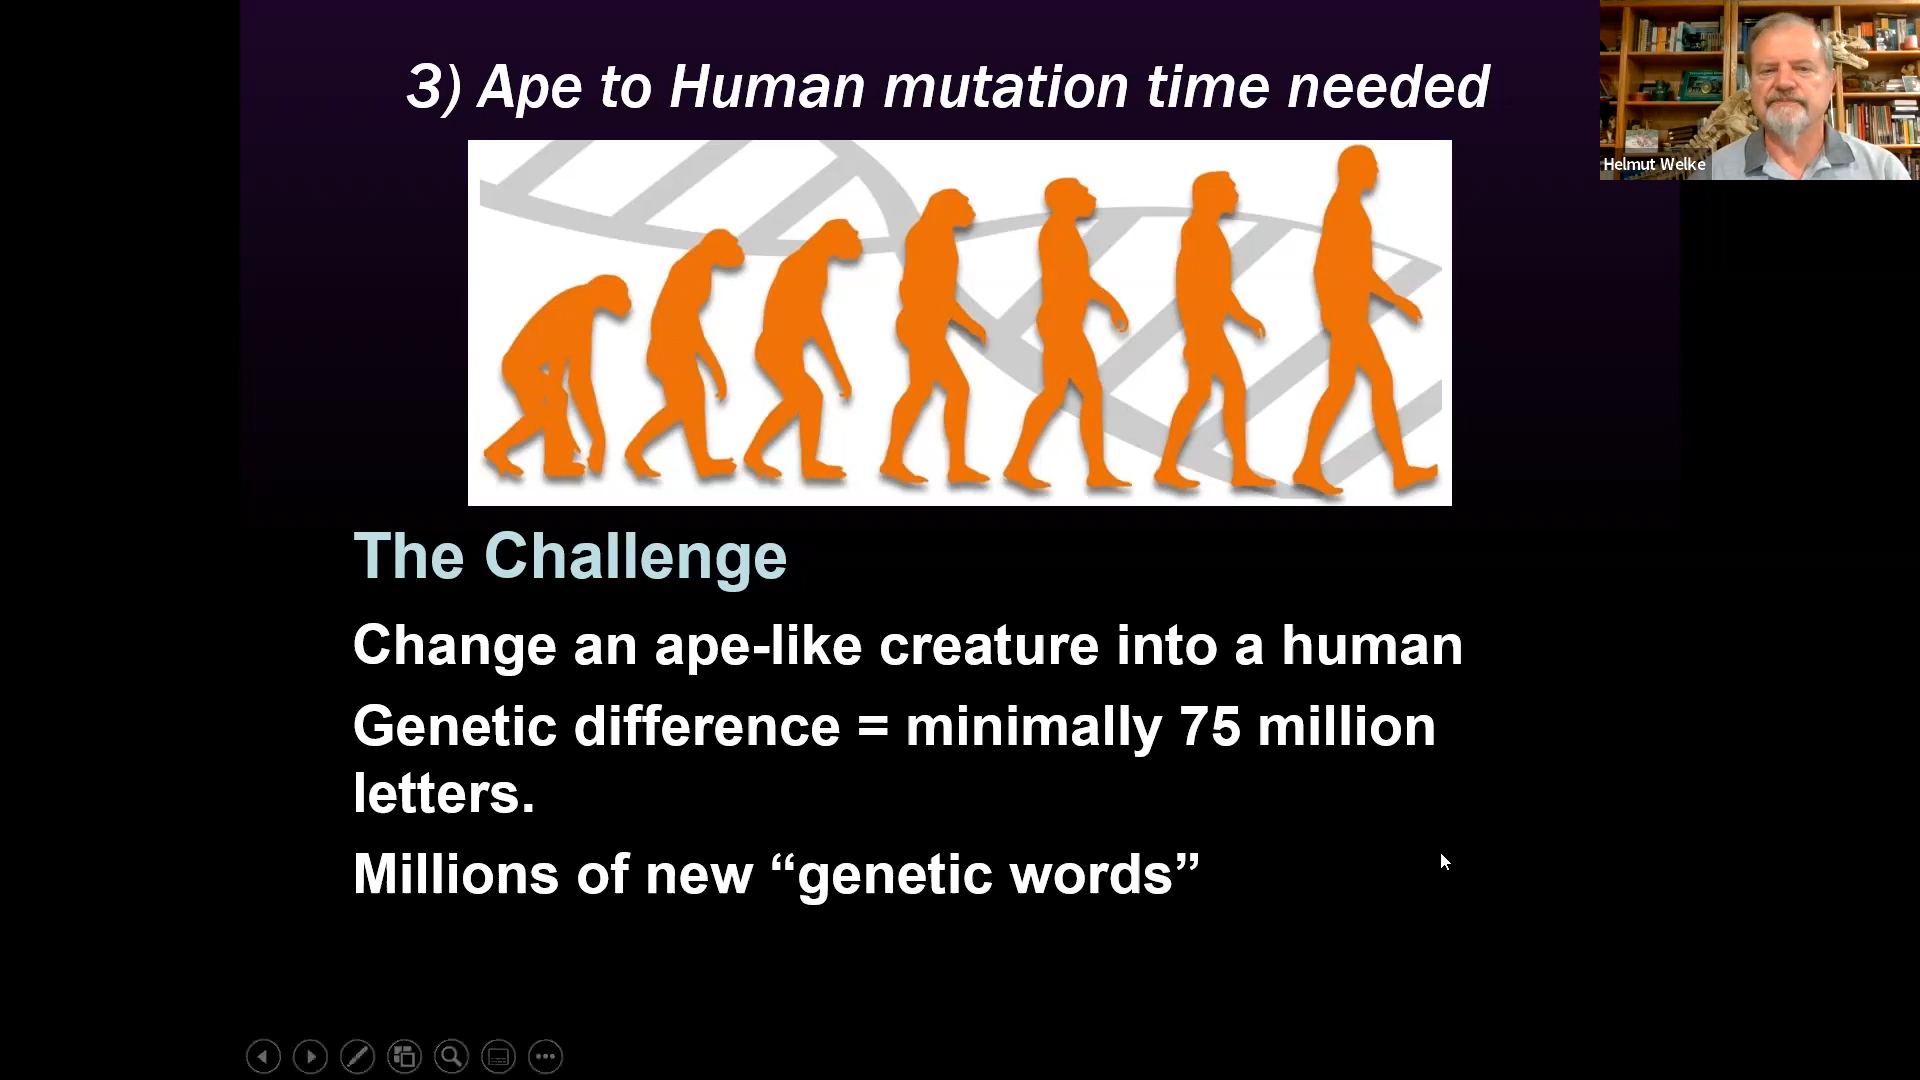 3) Ape to Human mutation time needed
Helmut Welke
The Challenge
Change an ape-like creature into a human
Genetic difference = minimally 75 million
letters.
Millions of new “genetic words”